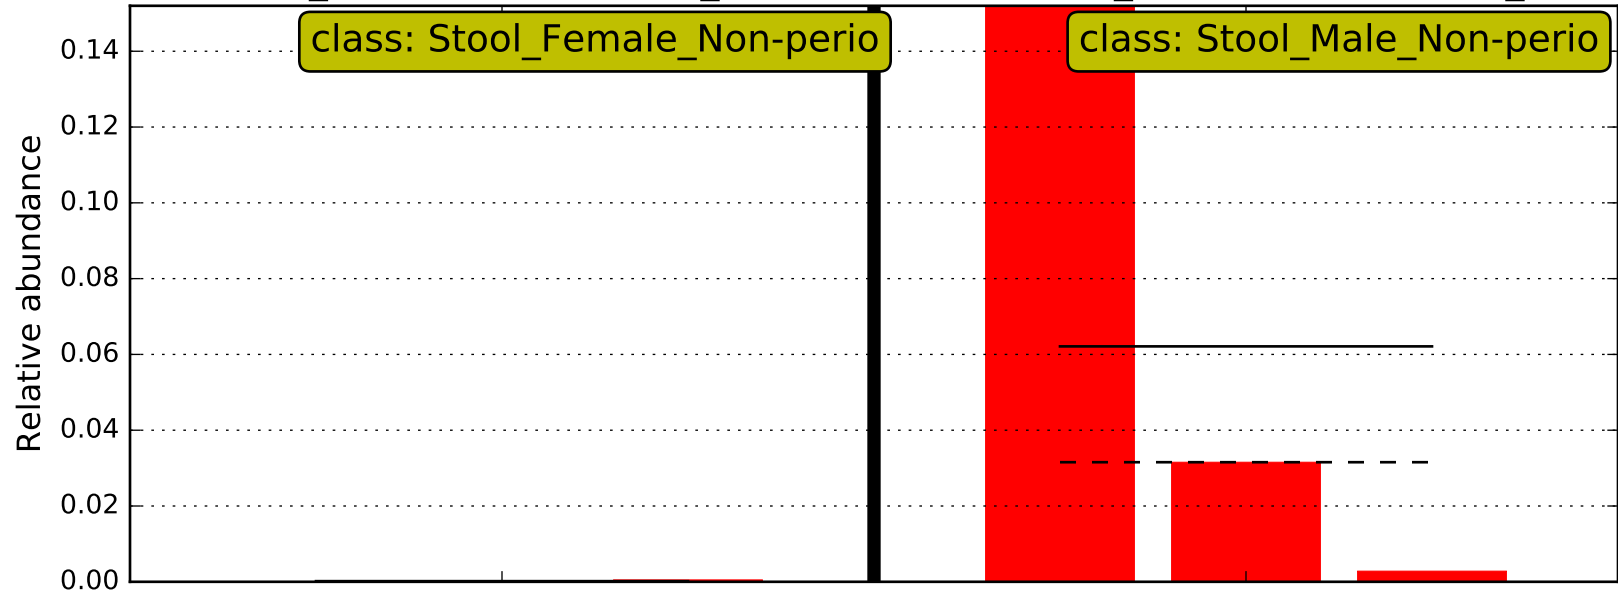 class: Stool_Female_Non-perio
class: Stool_Male_Non-perio
Relative abundance
0.14
0.12
0.10
0.08
0.06
0.04
0.02
0.00